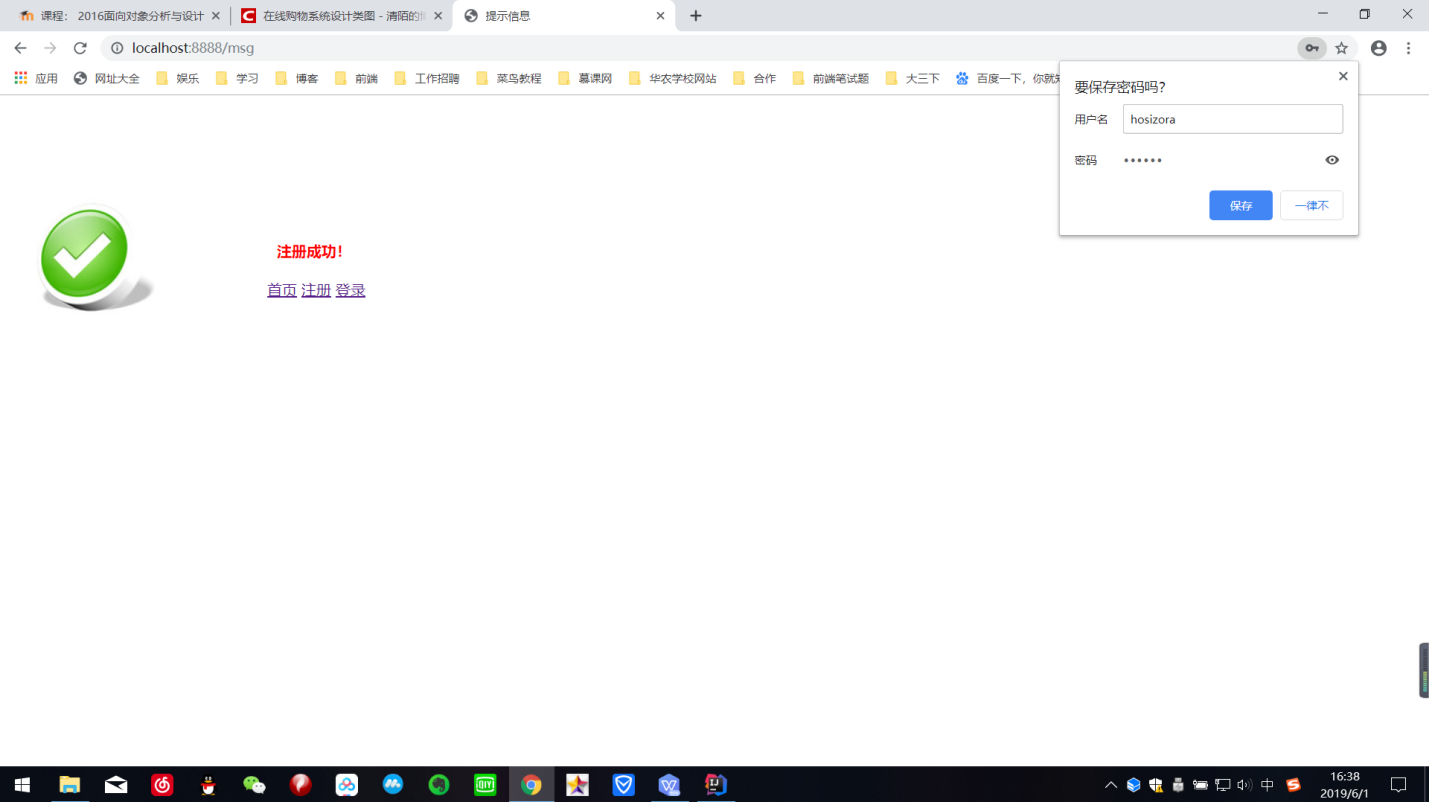 课程： 2016面向对象分析与设计
在线购物系统设计类图 - 清陌的
提示信息
localhost:8888/msg
应用 网址大全 娱乐 学习 博客 前端 工作招聘 菜鸟教程 慕课网 华农学校网站 合作 前端笔试题 大三下 百度一下，你就知
要保存密码吗？
用户名 hosizora
密码 ••••••
保存 一律不
注册成功！
首页 注册 登录
QIY
中
16:38
2019/6/1